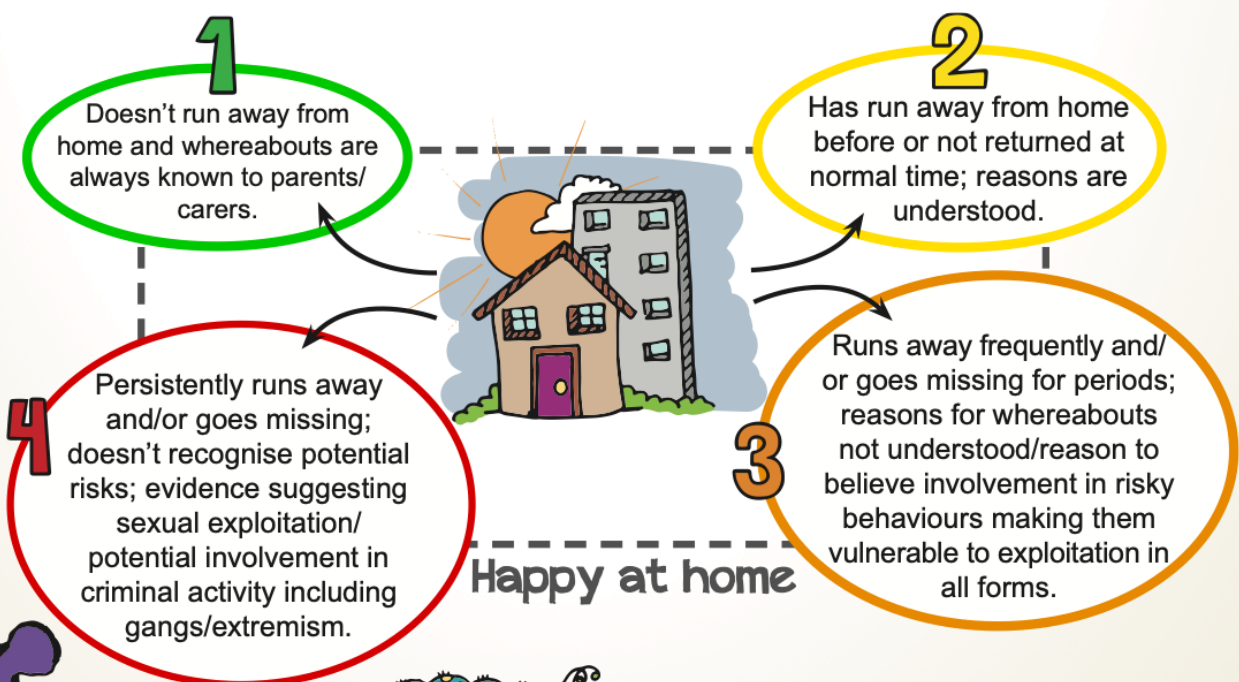 1
Doesn’t run away from
home and whereabouts are
always known to parents/
carers.
2
Has run away from home
before or not returned at
normal time; reasons are
understood.
3
Runs away frequently and/
or goes missing for periods;
reasons for whereabouts
not understood/reason to
believe involvement in risky
behaviours making them
vulnerable to exploitation in
all forms.
4
Persistently runs away
and/or goes missing;
doesn’t recognise potential
risks; evidence suggesting
sexual exploitation/
potential involvement in
criminal activity including
gangs/extremism.
Happy at home